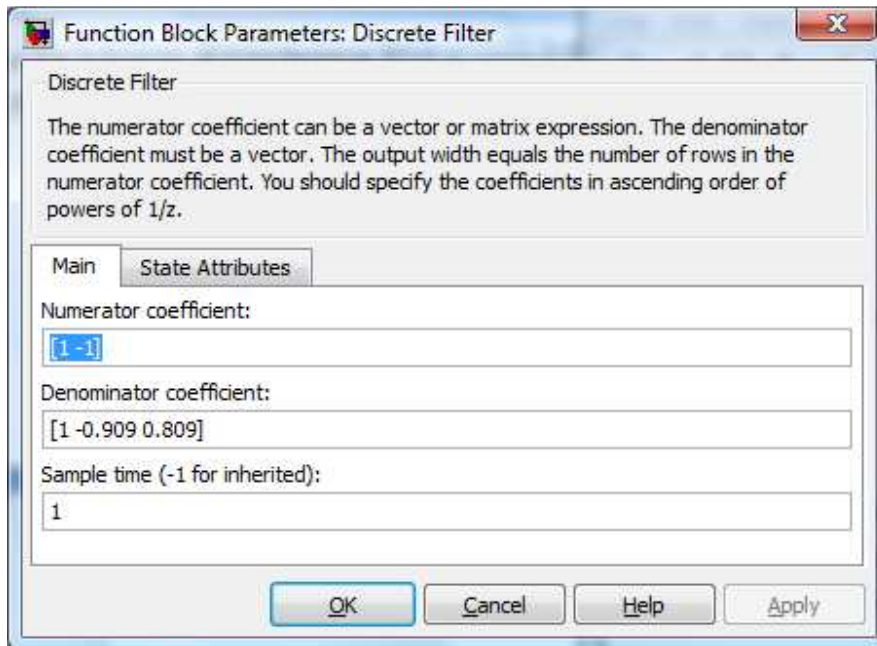 Function Block Parameters: Discrete Filter
Discrete Filter
The numerator coefficient can be a vector or matrix expression. The denominator
coefficient must be a vector. The output width equals the number of rows in the
numerator coefficient. You should specify the coefficients in ascending order of
powers of 1/z.
Main State Attributes
Numerator coefficient:
[1 -1]
Denominator coefficient:
[1 -0.909 0.809]
Sample time (-1 for inherited):
1
OK Cancel Help Apply